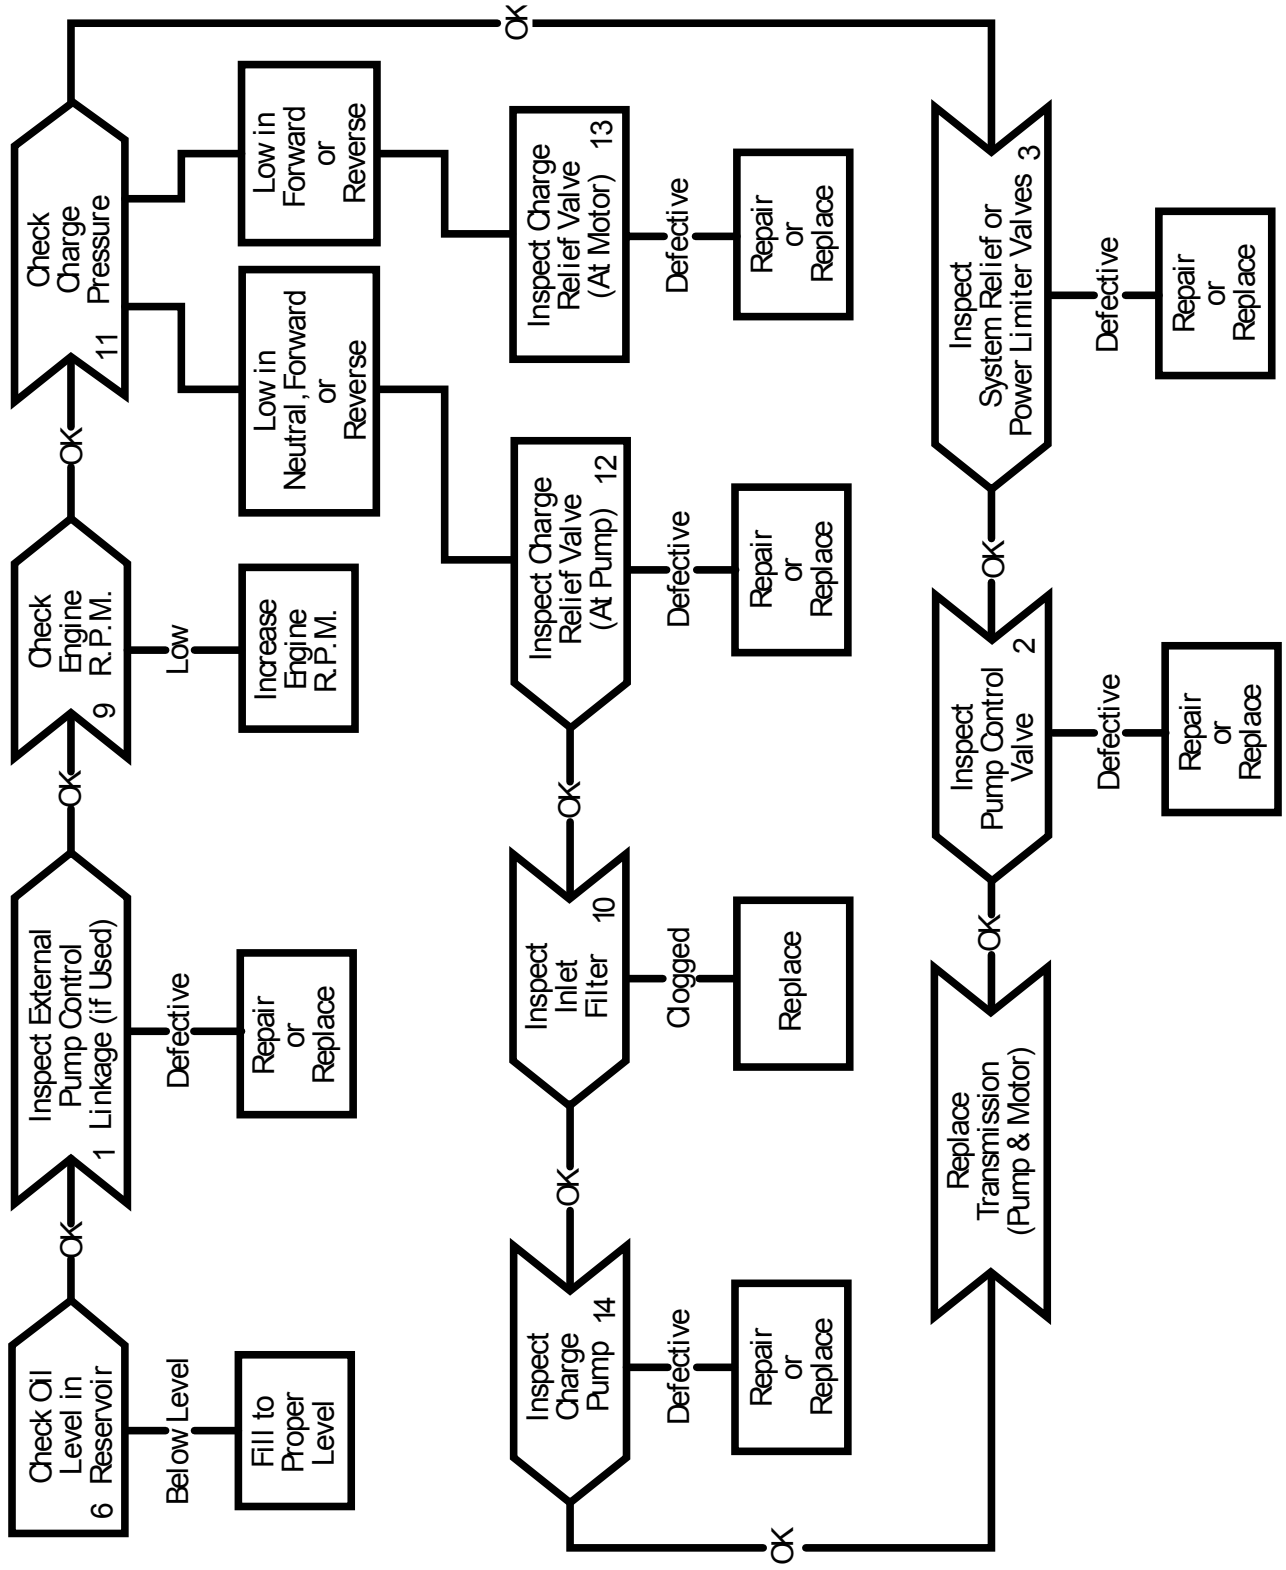 Check Oil
Level in
6 Reservoir
OK
Below Level
Fill to
Proper
Level
Inspect External
Pump Control
1 Linkage (if Used)
OK
Defective
Repair
or
Replace
Check
Engine
9 R.P.M.
OK
Low
Increase
Engine
R.P.M.
Check
Charge
11 Pressure
OK
Low in
Neutral, Forward
or
Reverse
Low in
Forward
or
Reverse
Inspect Charge
Relief Valve
(At Motor) 13
Defective
Repair
or
Replace
Inspect Charge
Relief Valve
(At Pump) 12
Defective
Repair
or
Replace
OK
Inspect
Inlet
Filter 10
Clogged
Replace
OK
Inspect
Charge
Pump 14
Defective
Repair
or
Replace
OK
Inspect
System Relief or
Power Limiter Valves 3
Defective
Repair
or
Replace
OK
Inspect
Pump Control
Valve 2
Defective
Repair
or
Replace
OK
Replace
Transmission
(Pump & Motor)